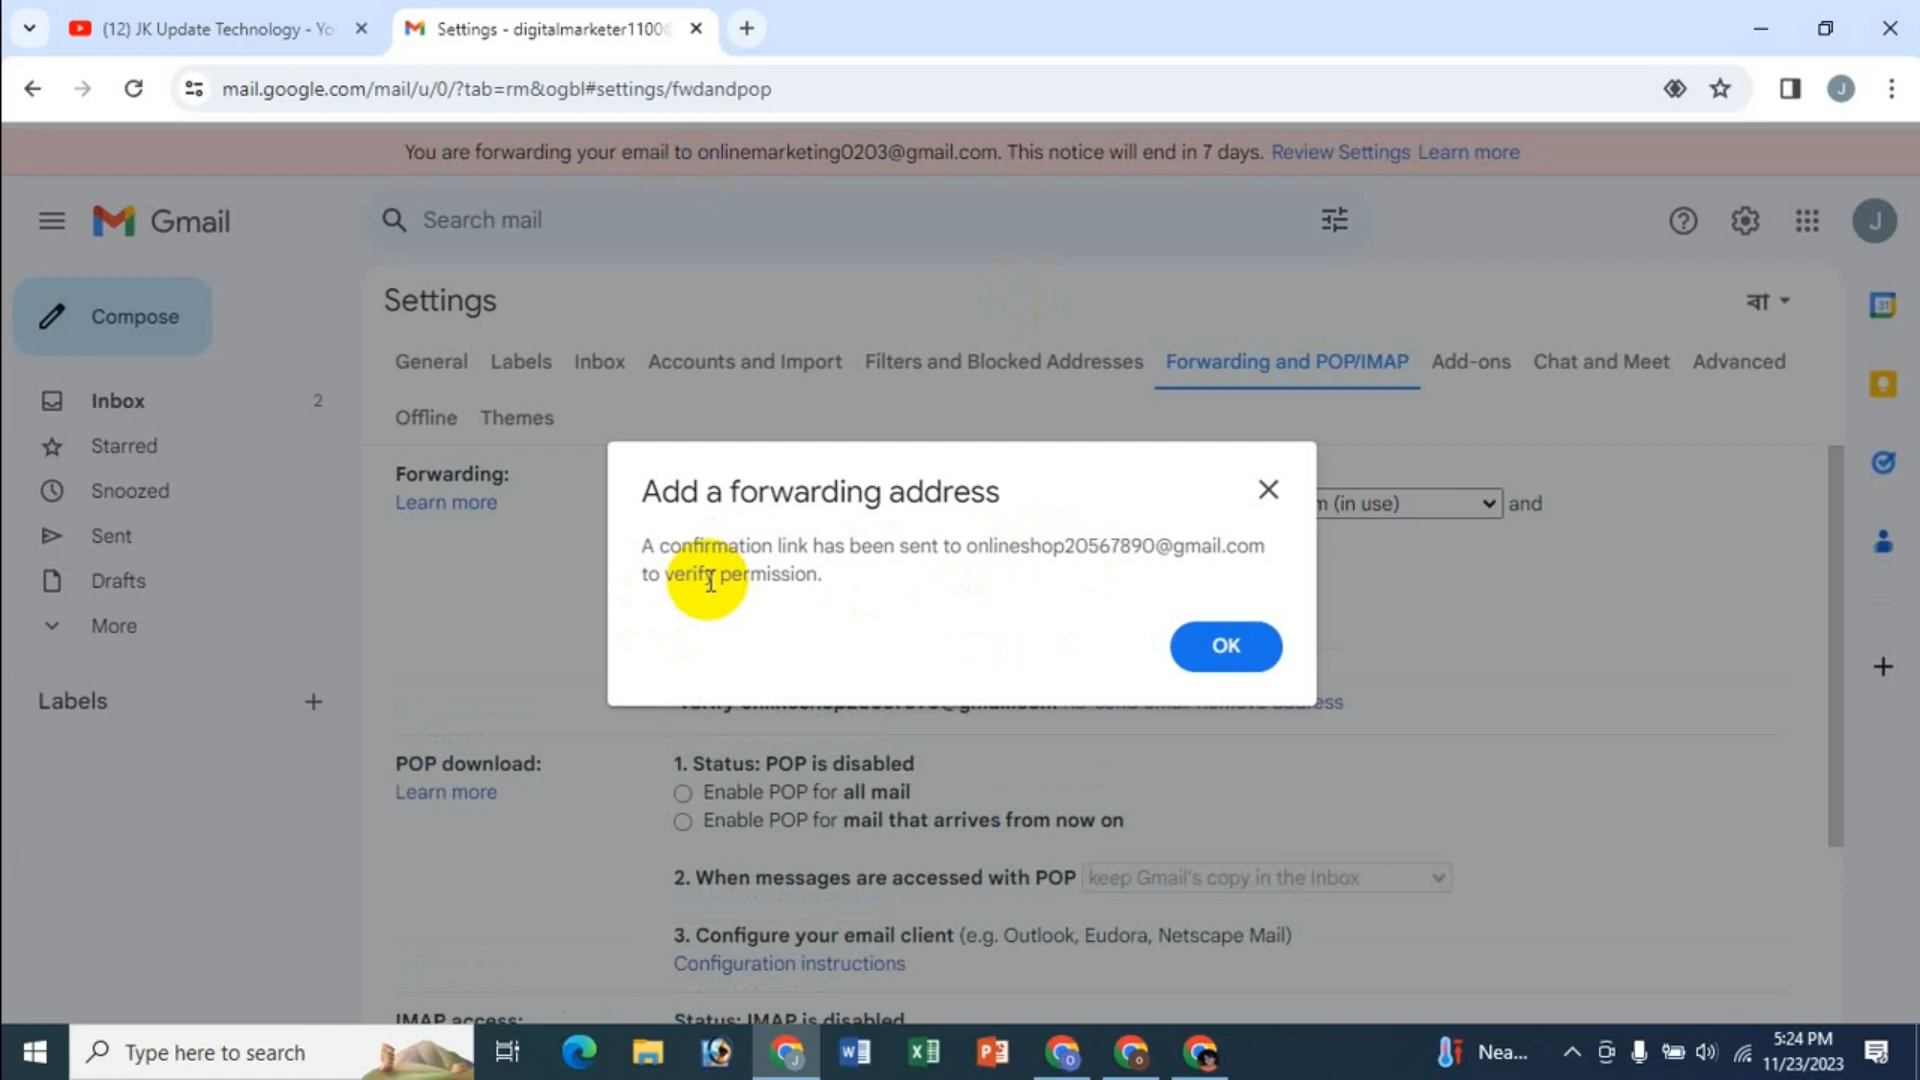 (12) JK Update Technology - Yo
Settings - digitalmarketer1100@
mail.google.com/mail/u/0/?tab=rm&ogbl#settings/fwdandpop
J
You are forwarding your email to onlinemarketing0203@gmail.com. This notice will end in 7 days. Review Settings Learn more
Gmail
Search mail
J
Compose
Settings
বা
31
General Labels Inbox Accounts and Import Filters and Blocked Addresses Forwarding and POP/IMAP Add-ons Chat and Meet Advanced
Offline Themes
Inbox 2
Starred
Snoozed
Sent
Drafts
More
Labels
Forwarding:
Learn more
(in use) and
Add a forwarding address
A confirmation link has been sent to onlineshop20567890@gmail.com
to verify permission.
OK
POP download:
Learn more
1. Status: POP is disabled
Enable POP for all mail
Enable POP for mail that arrives from now on
2. When messages are accessed with POP keep Gmail's copy in the Inbox
3. Configure your email client (e.g. Outlook, Eudora, Netscape Mail)
Configuration instructions
IMAP access:
Status: IMAP is disabled
Type here to search
Nea...
5:24 PM
11/23/2023